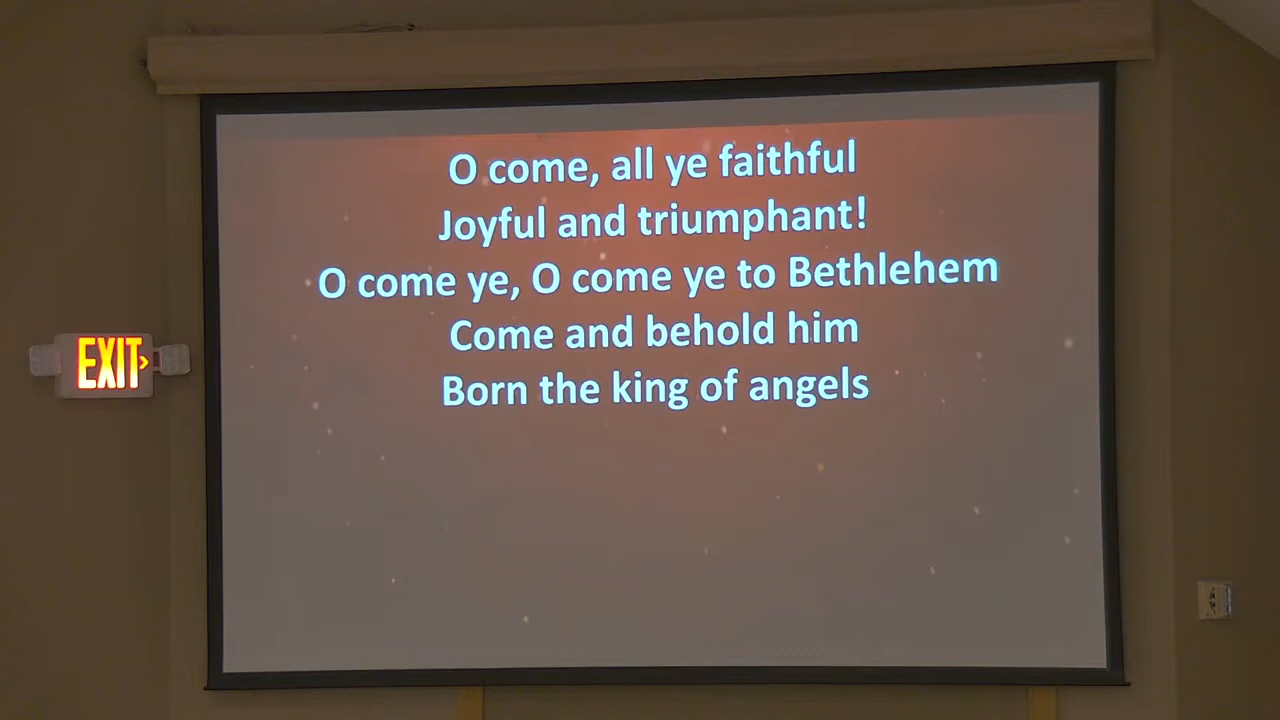 O come, all ye faithful
Joyful and triumphant!
O come ye, O come ye to Bethlehem
Come and behold him
Born the king of angels
EXIT